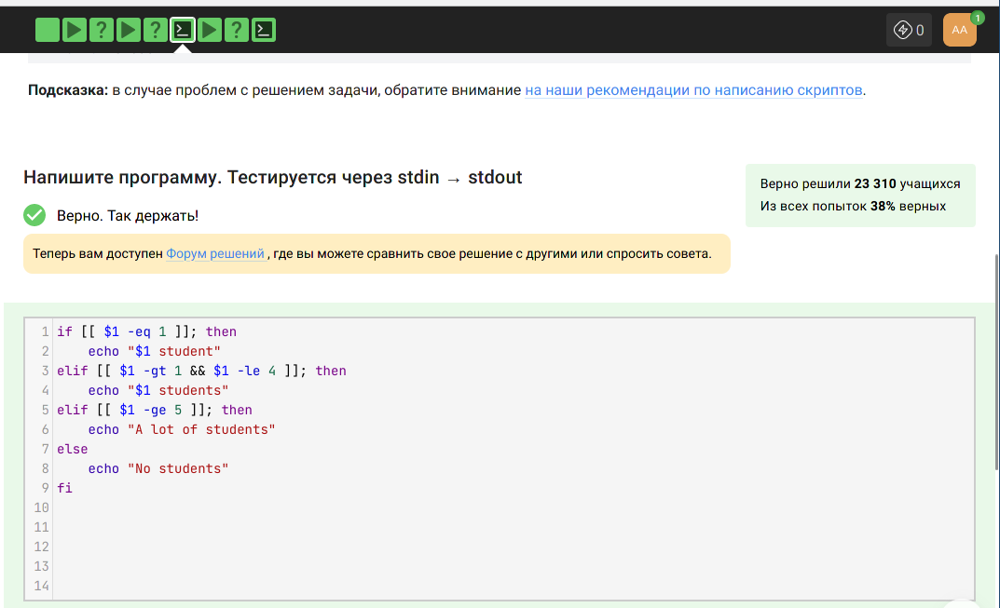 ? ? >_ ? >_
0
AA
1
Подсказка: в случае проблем с решением задачи, обратите внимание на наши рекомендации по написанию скриптов.
Напишите программу. Тестируется через stdin → stdout
Верно решили 23 310 учащихся
Из всех попыток 38% верных
Верно. Так держать!
Теперь вам доступен Форум решений , где вы можете сравнить свое решение с другими или спросить совета.
1 if [[ $1 -eq 1 ]]; then
2     echo "$1 student"
3 elif [[ $1 -gt 1 && $1 -le 4 ]]; then
4     echo "$1 students"
5 elif [[ $1 -ge 5 ]]; then
6     echo "A lot of students"
7 else
8     echo "No students"
9 fi
10
11
12
13
14